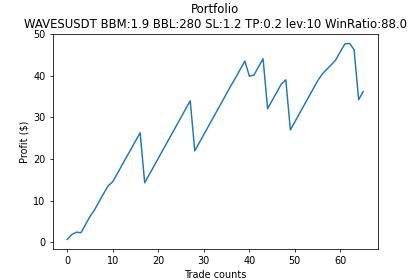 Portfolio
WAVESUSDT BBM:1.9 BBL:280 SL:1.2 TP:0.2 lev:10 WinRatio:88.0
50
40
30
20
10
0
Profit ($)
0 10 20 30 40 50 60
Trade counts